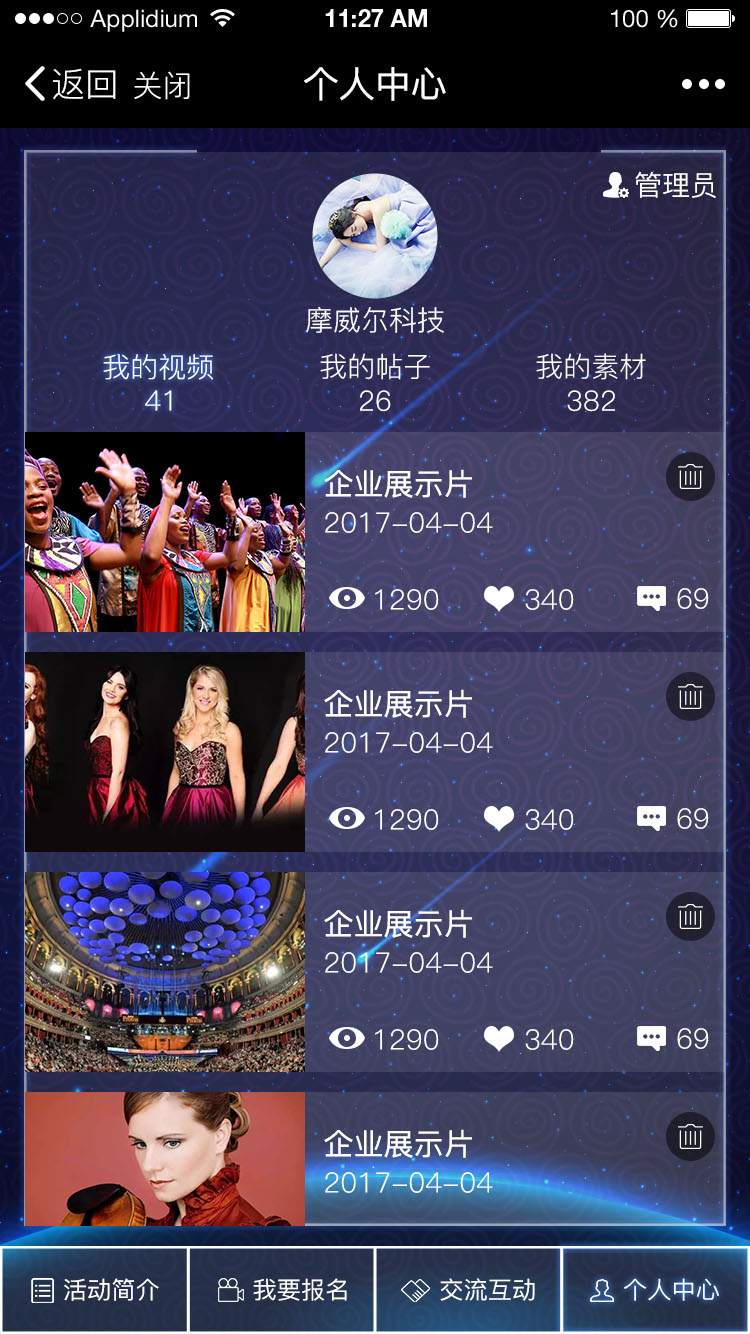 Applidium 11:27 AM 100 %
返回 关闭 个人中心
管理员
摩威尔科技
我的视频 我的帖子 我的素材
41 26 382
企业展示片
2017-04-04
1290 340 69
企业展示片
2017-04-04
1290 340 69
企业展示片
2017-04-04
1290 340 69
企业展示片
2017-04-04
活动简介 我要报名 交流互动 个人中心